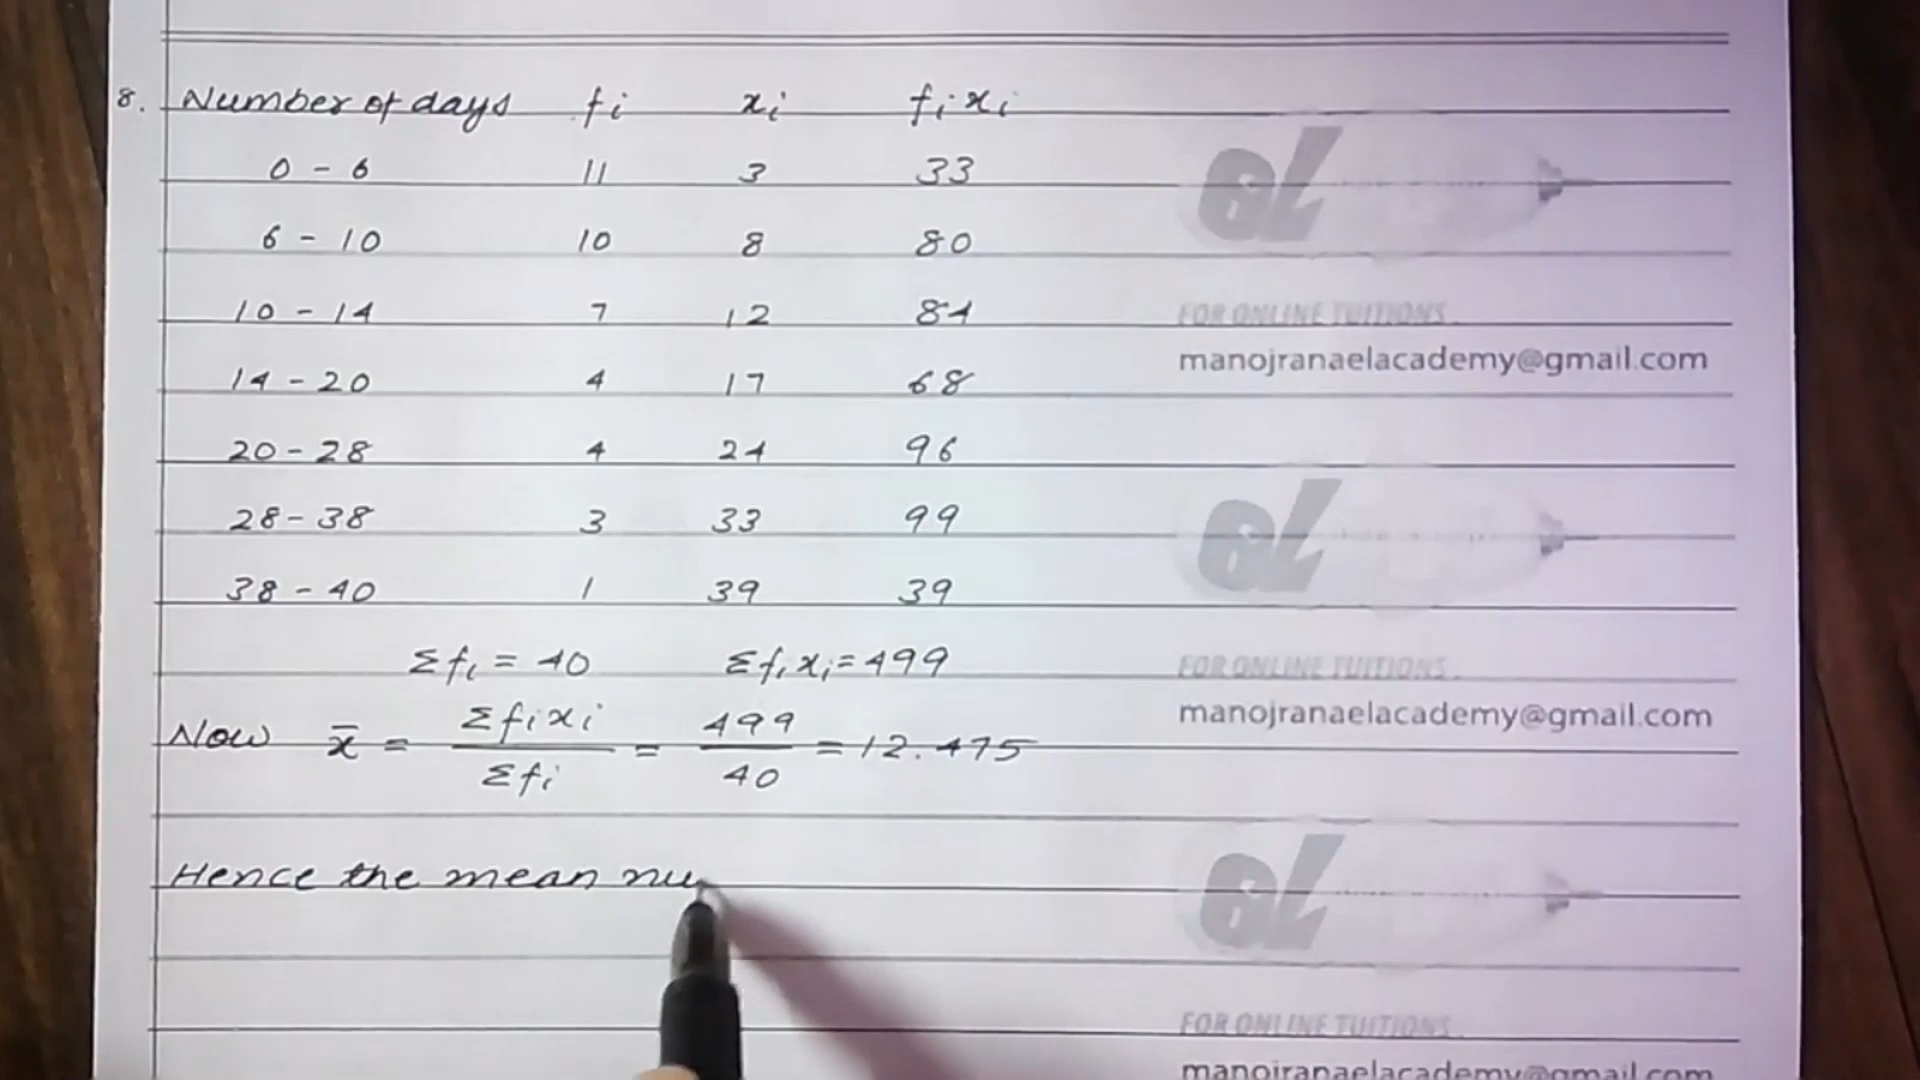 8. Number of days fi xi fixi
0 - 6 11 3 33
6 - 10 10 8 80
10 - 14 7 12 84
14 - 20 4 17 68
20 - 28 4 24 96
28 - 38 3 33 99
38 - 40 1 39 39
Σfi = 40 Σfixi = 499
Now x̄ = Σfixi / Σfi = 499 / 40 = 12.475
Hence the mean nu
FOR ONLINE TUITIONS
manojranaelacademy@gmail.com
FOR ONLINE TUITIONS
manojranaelacademy@gmail.com
FOR ONLINE TUITIONS
manojranaelacademy@gmail.com